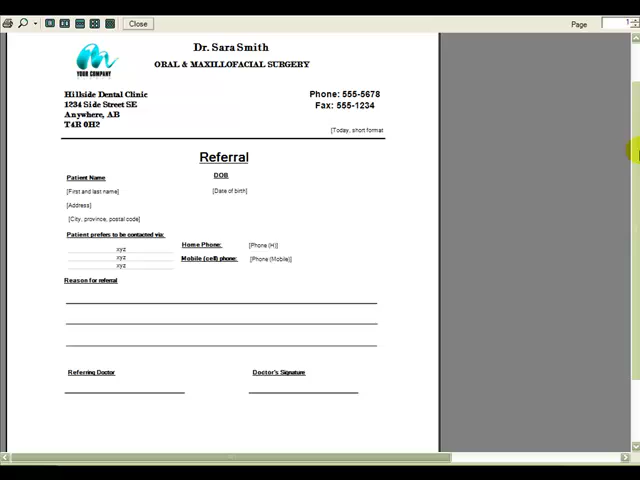 Close
Page
1
Dr. Sara Smith
YOUR COMPANY
ORAL & MAXILLOFACIAL SURGERY
Hillside Dental Clinic
1234 Side Street SE
Anywhere, AB
T4R 0H2
Phone: 555-5678
Fax: 555-1234
[Today, short format
Referral
Patient Name
DOB
[First and last name]
[Date of birth]
[Address]
[City, province, postal code]
Patient prefers to be contacted via:
xyz
xyz
xyz
Home Phone:
[Phone (H)]
Mobile (cell) phone:
[Phone (Mobile)]
Reason for referral
Referring Doctor
Doctor's Signature